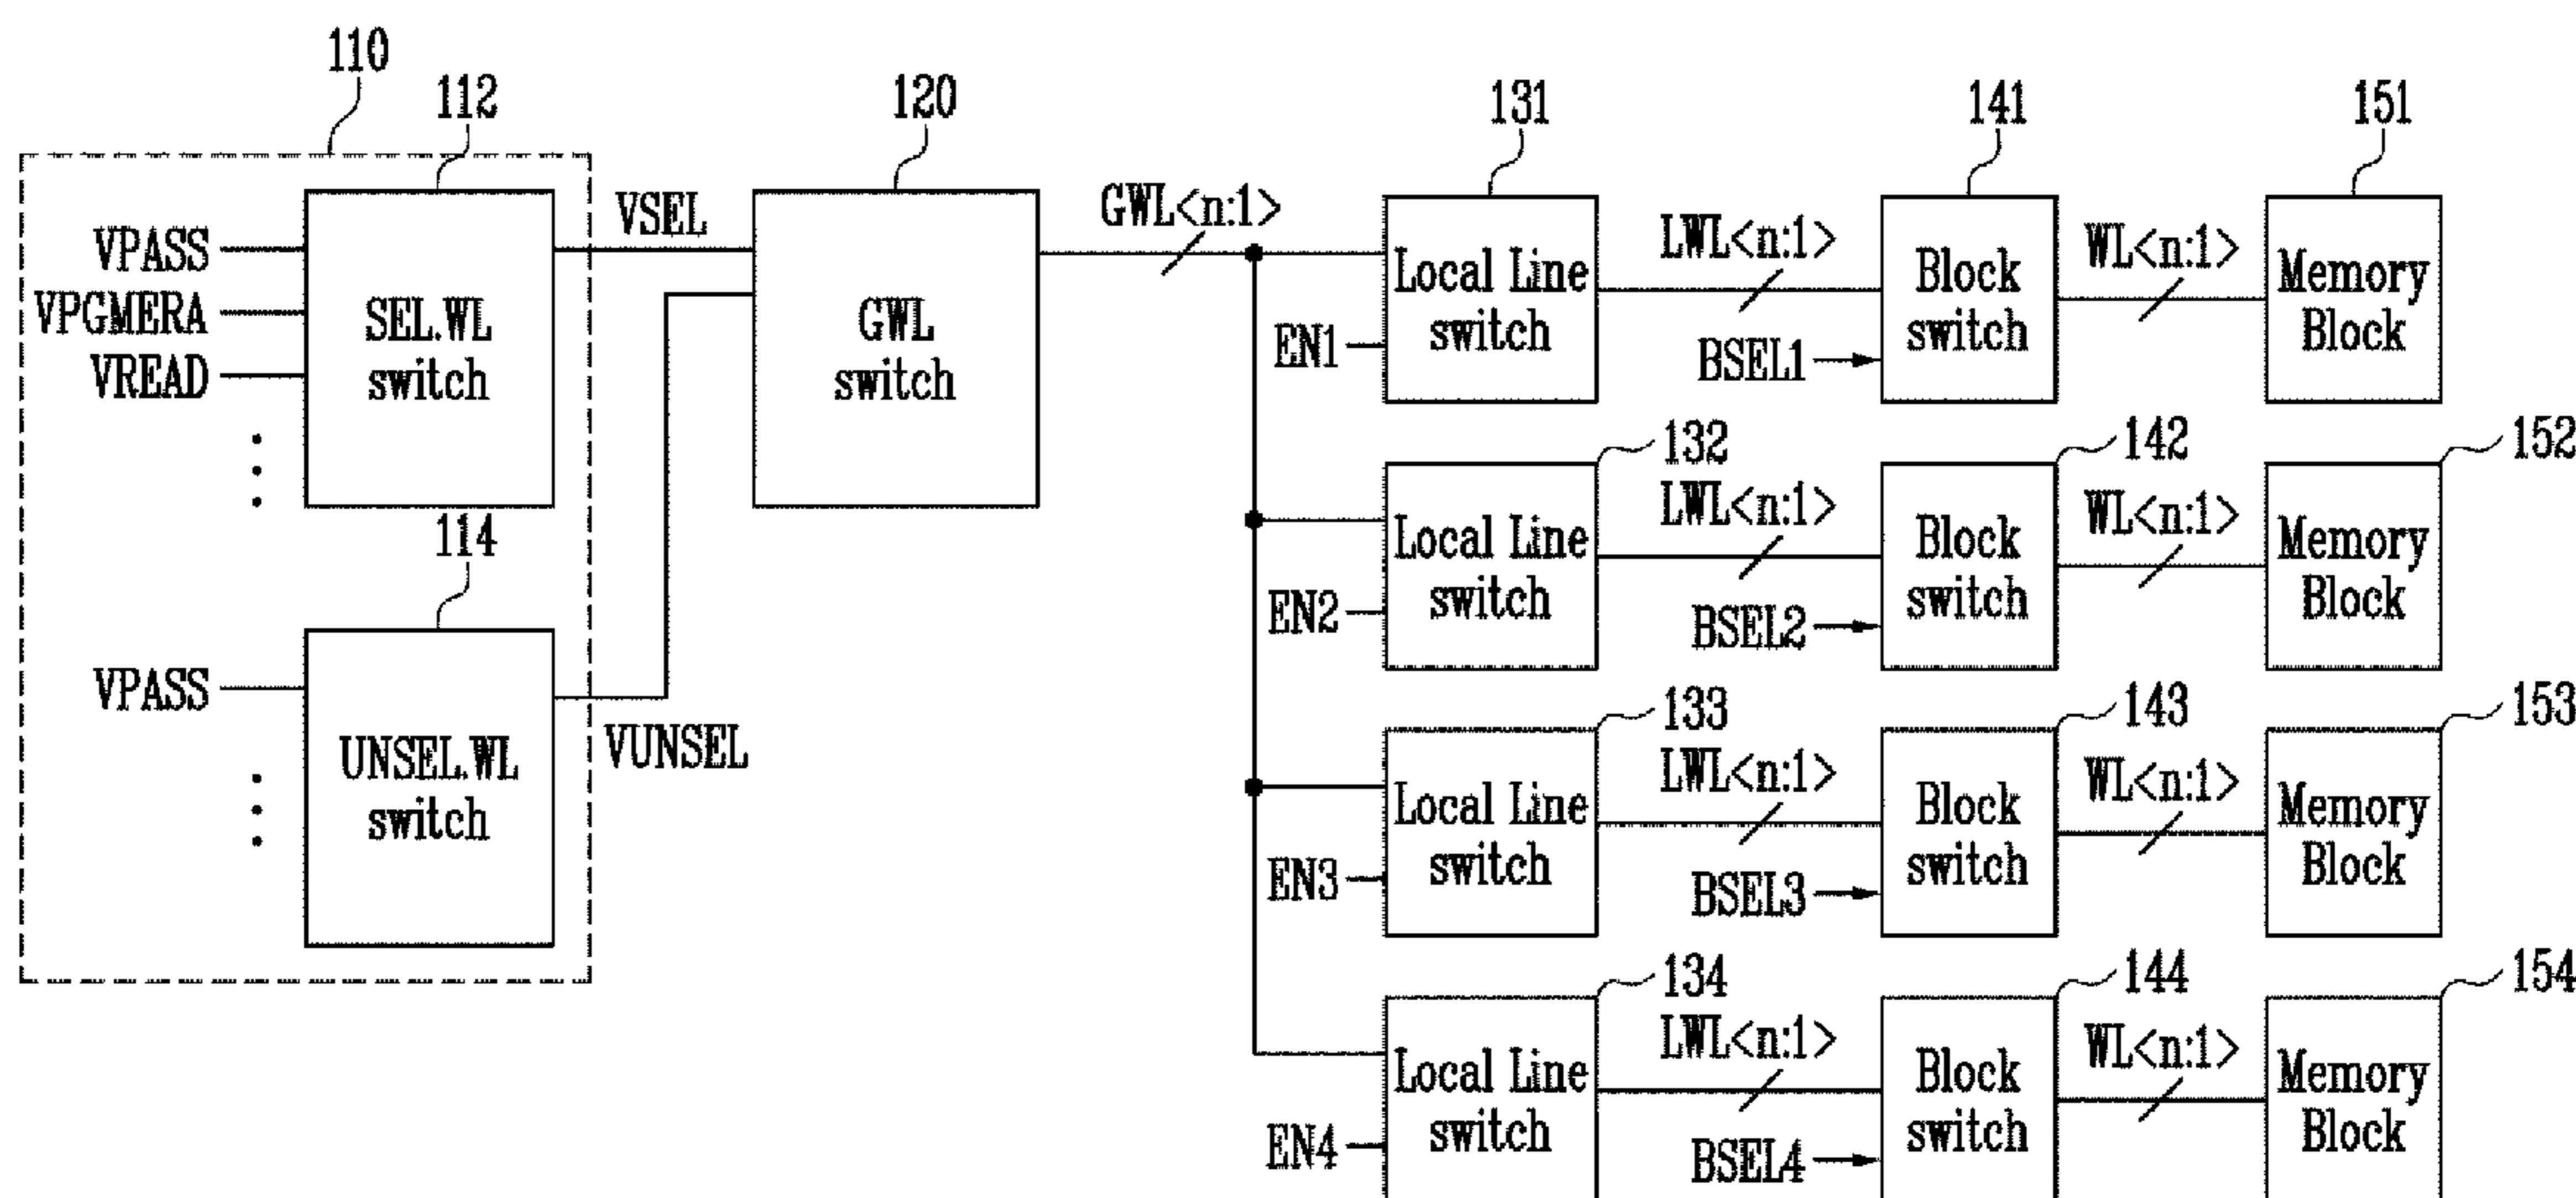 110
112
120
131
141
151
VPASS
VPGMERA
VREAD
SEL.WL
switch
VSEL
GWL
switch
GWL<n:1>
EN1
Local Line
switch
LWL<n:1>
BSEL1
Block
switch
WL<n:1>
Memory
Block
114
VPASS
UNSEL.WL
switch
VUNSEL
132
142
152
EN2
Local Line
switch
LWL<n:1>
BSEL2
Block
switch
WL<n:1>
Memory
Block
133
143
153
EN3
Local Line
switch
LWL<n:1>
BSEL3
Block
switch
WL<n:1>
Memory
Block
134
144
154
EN4
Local Line
switch
LWL<n:1>
BSEL4
Block
switch
WL<n:1>
Memory
Block